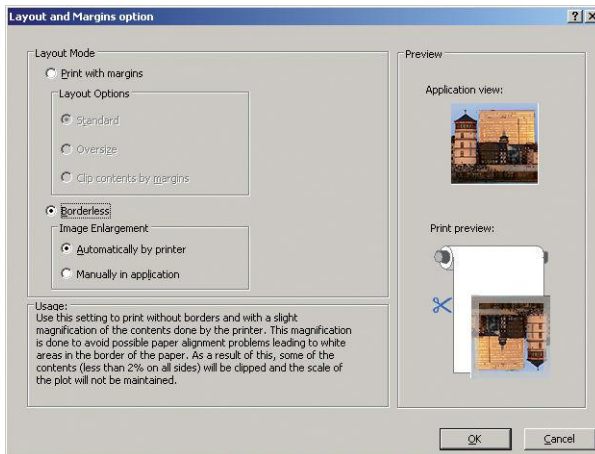 Layout and Margins option
Layout Mode
Print with margins
Layout Options
Standard
Oversize
Clip contents by margins
Borderless
Image Enlargement
Automatically by printer
Manually in application
Usage:
Use this setting to print without borders and with a slight
magnification of the contents done by the printer. This magnification
is done to avoid possible paper alignment problems leading to white
areas in the border of the paper. As a result of this, some of the
contents (less than 2% on all sides) will be clipped and the scale of
the plot will not be maintained.
Preview
Application view:
Print preview:
OK
Cancel